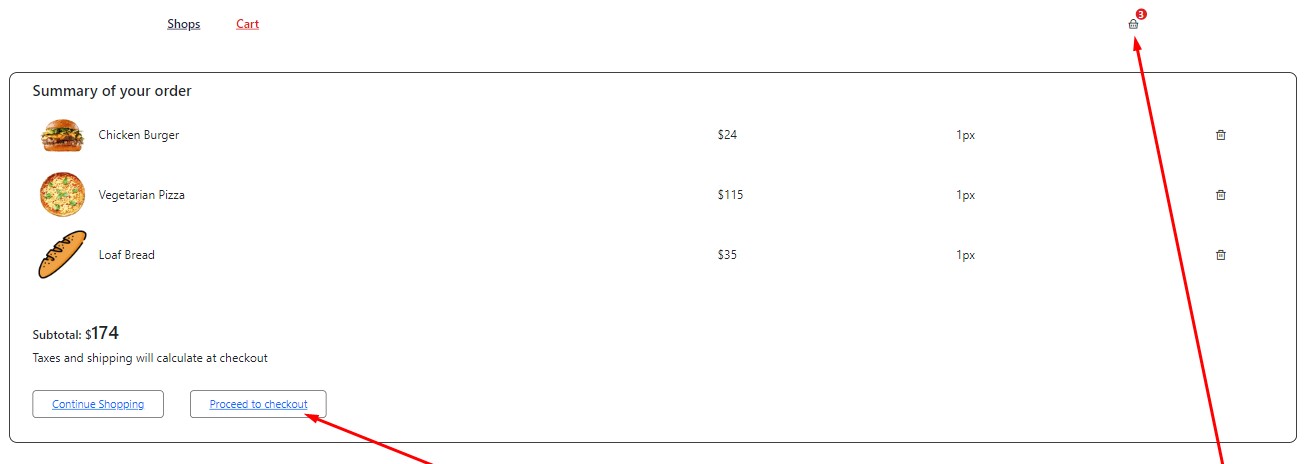 Shops Cart 3
Summary of your order
Chicken Burger $24 1px
Vegetarian Pizza $115 1px
Loaf Bread $35 1px
Subtotal: $174
Taxes and shipping will calculate at checkout
Continue Shopping Proceed to checkout